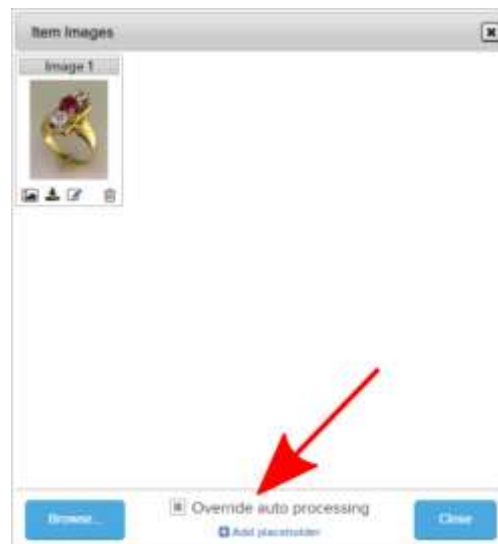 Item Images
Image 1
Override auto processing
Browse...
Add placeholder
Close